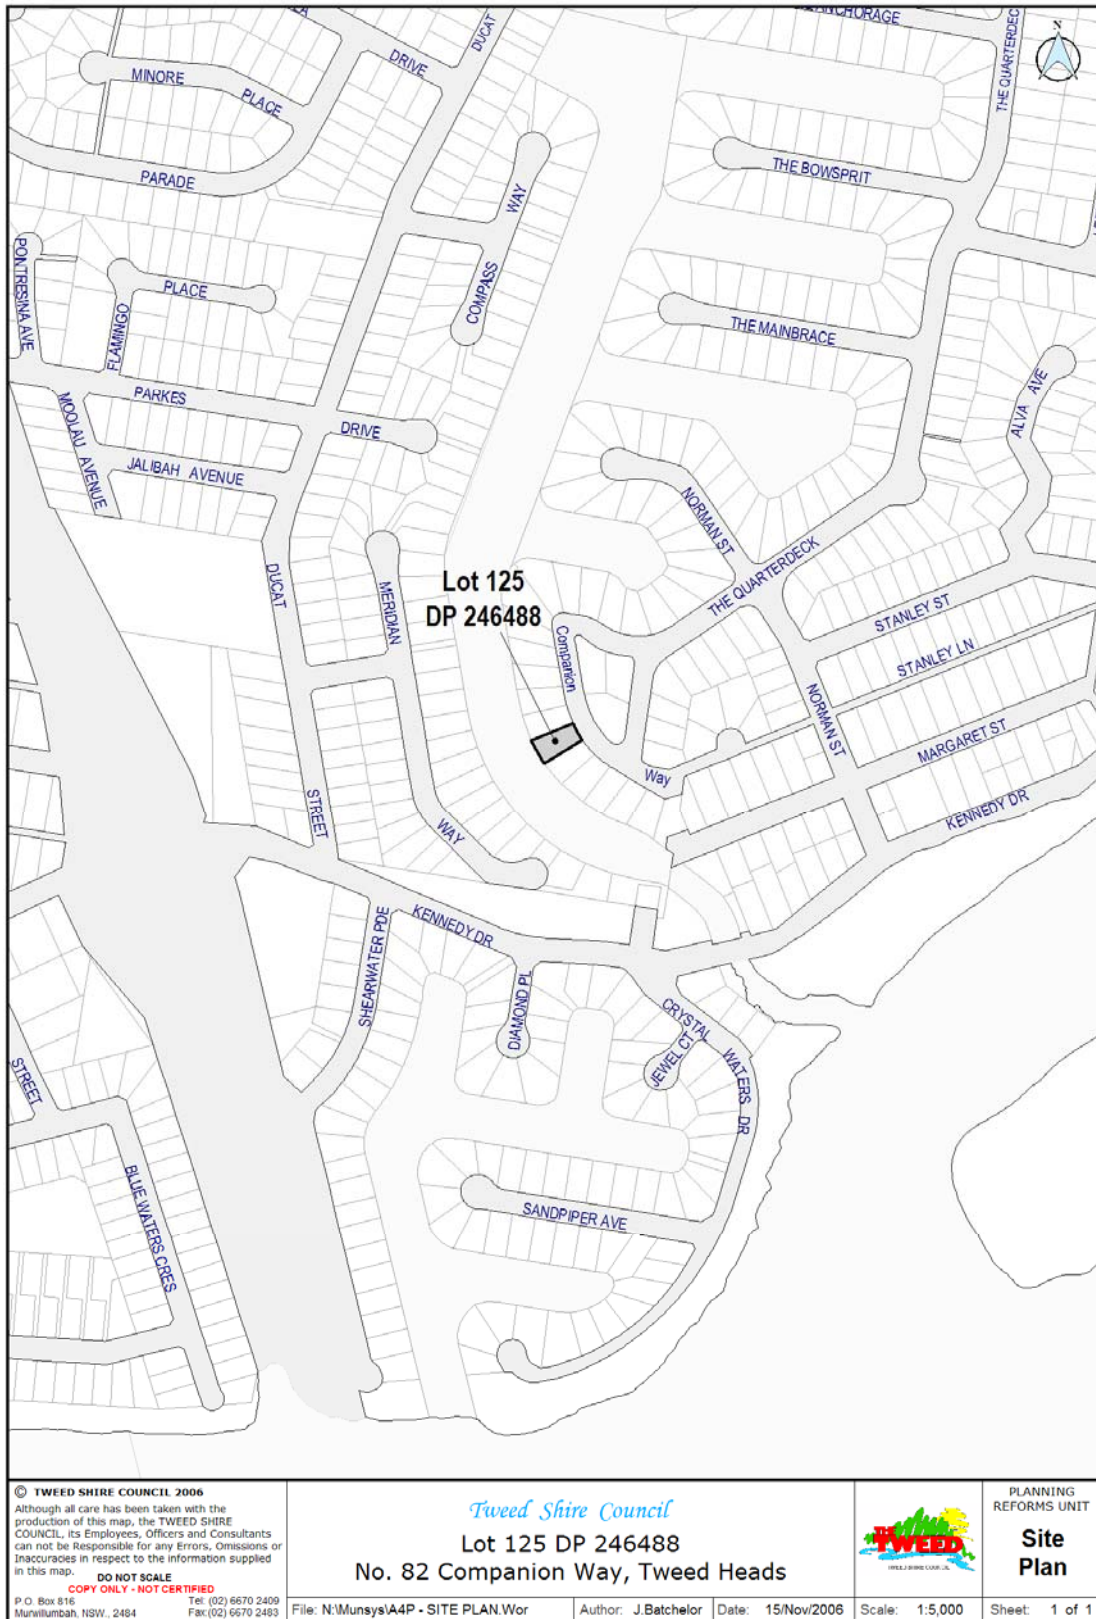 ANCHORAGE
THE QUARTERDEC
N
DUCAT
DRIVE
MINORE
PLACE
PARADE
WAY
THE BOWSPRIT
PONTRESINA AVE
PLACE
FLAMINGO
COMPASS
THE MAINBRACE
ALVA AVE
PARKES
DRIVE
MOOLAU AVENUE
JALIBAH AVENUE
NORMAN ST
THE QUARTERDECK
DUCAT
MERIDIAN
Lot 125
DP 246488
Companion
STANLEY ST
STANLEY LN
NORMAN ST
MARGARET ST
Way
KENNEDY DR
STREET
WAY
SHEARWATER PDE
KENNEDY DR
DIAMOND PL
CRYSTAL
JEWEL CT
WATERS DR
STREET
BLUE WATERS CRES
SANDPIPER AVE
© TWEED SHIRE COUNCIL 2006
Although all care has been taken with the
production of this map, the TWEED SHIRE
COUNCIL, its Employees, Officers and Consultants
can not be Responsible for any Errors, Omissions or
Inaccuracies in respect to the information supplied
in this map.
DO NOT SCALE
COPY ONLY - NOT CERTIFIED
P.O. Box 816
Murwillumbah, NSW., 2484
Tel: (02) 6670 2409
Fax:(02) 6670 2483
Tweed Shire Council
Lot 125 DP 246488
No. 82 Companion Way, Tweed Heads
File: N:\Munsys\A4P - SITE PLAN.Wor
Author: J.Batchelor
Date: 15/Nov/2006
THE
TWEED
TWEED SHIRE COUNCIL
Scale: 1:5,000
PLANNING
REFORMS UNIT
Site
Plan
Sheet: 1 of 1